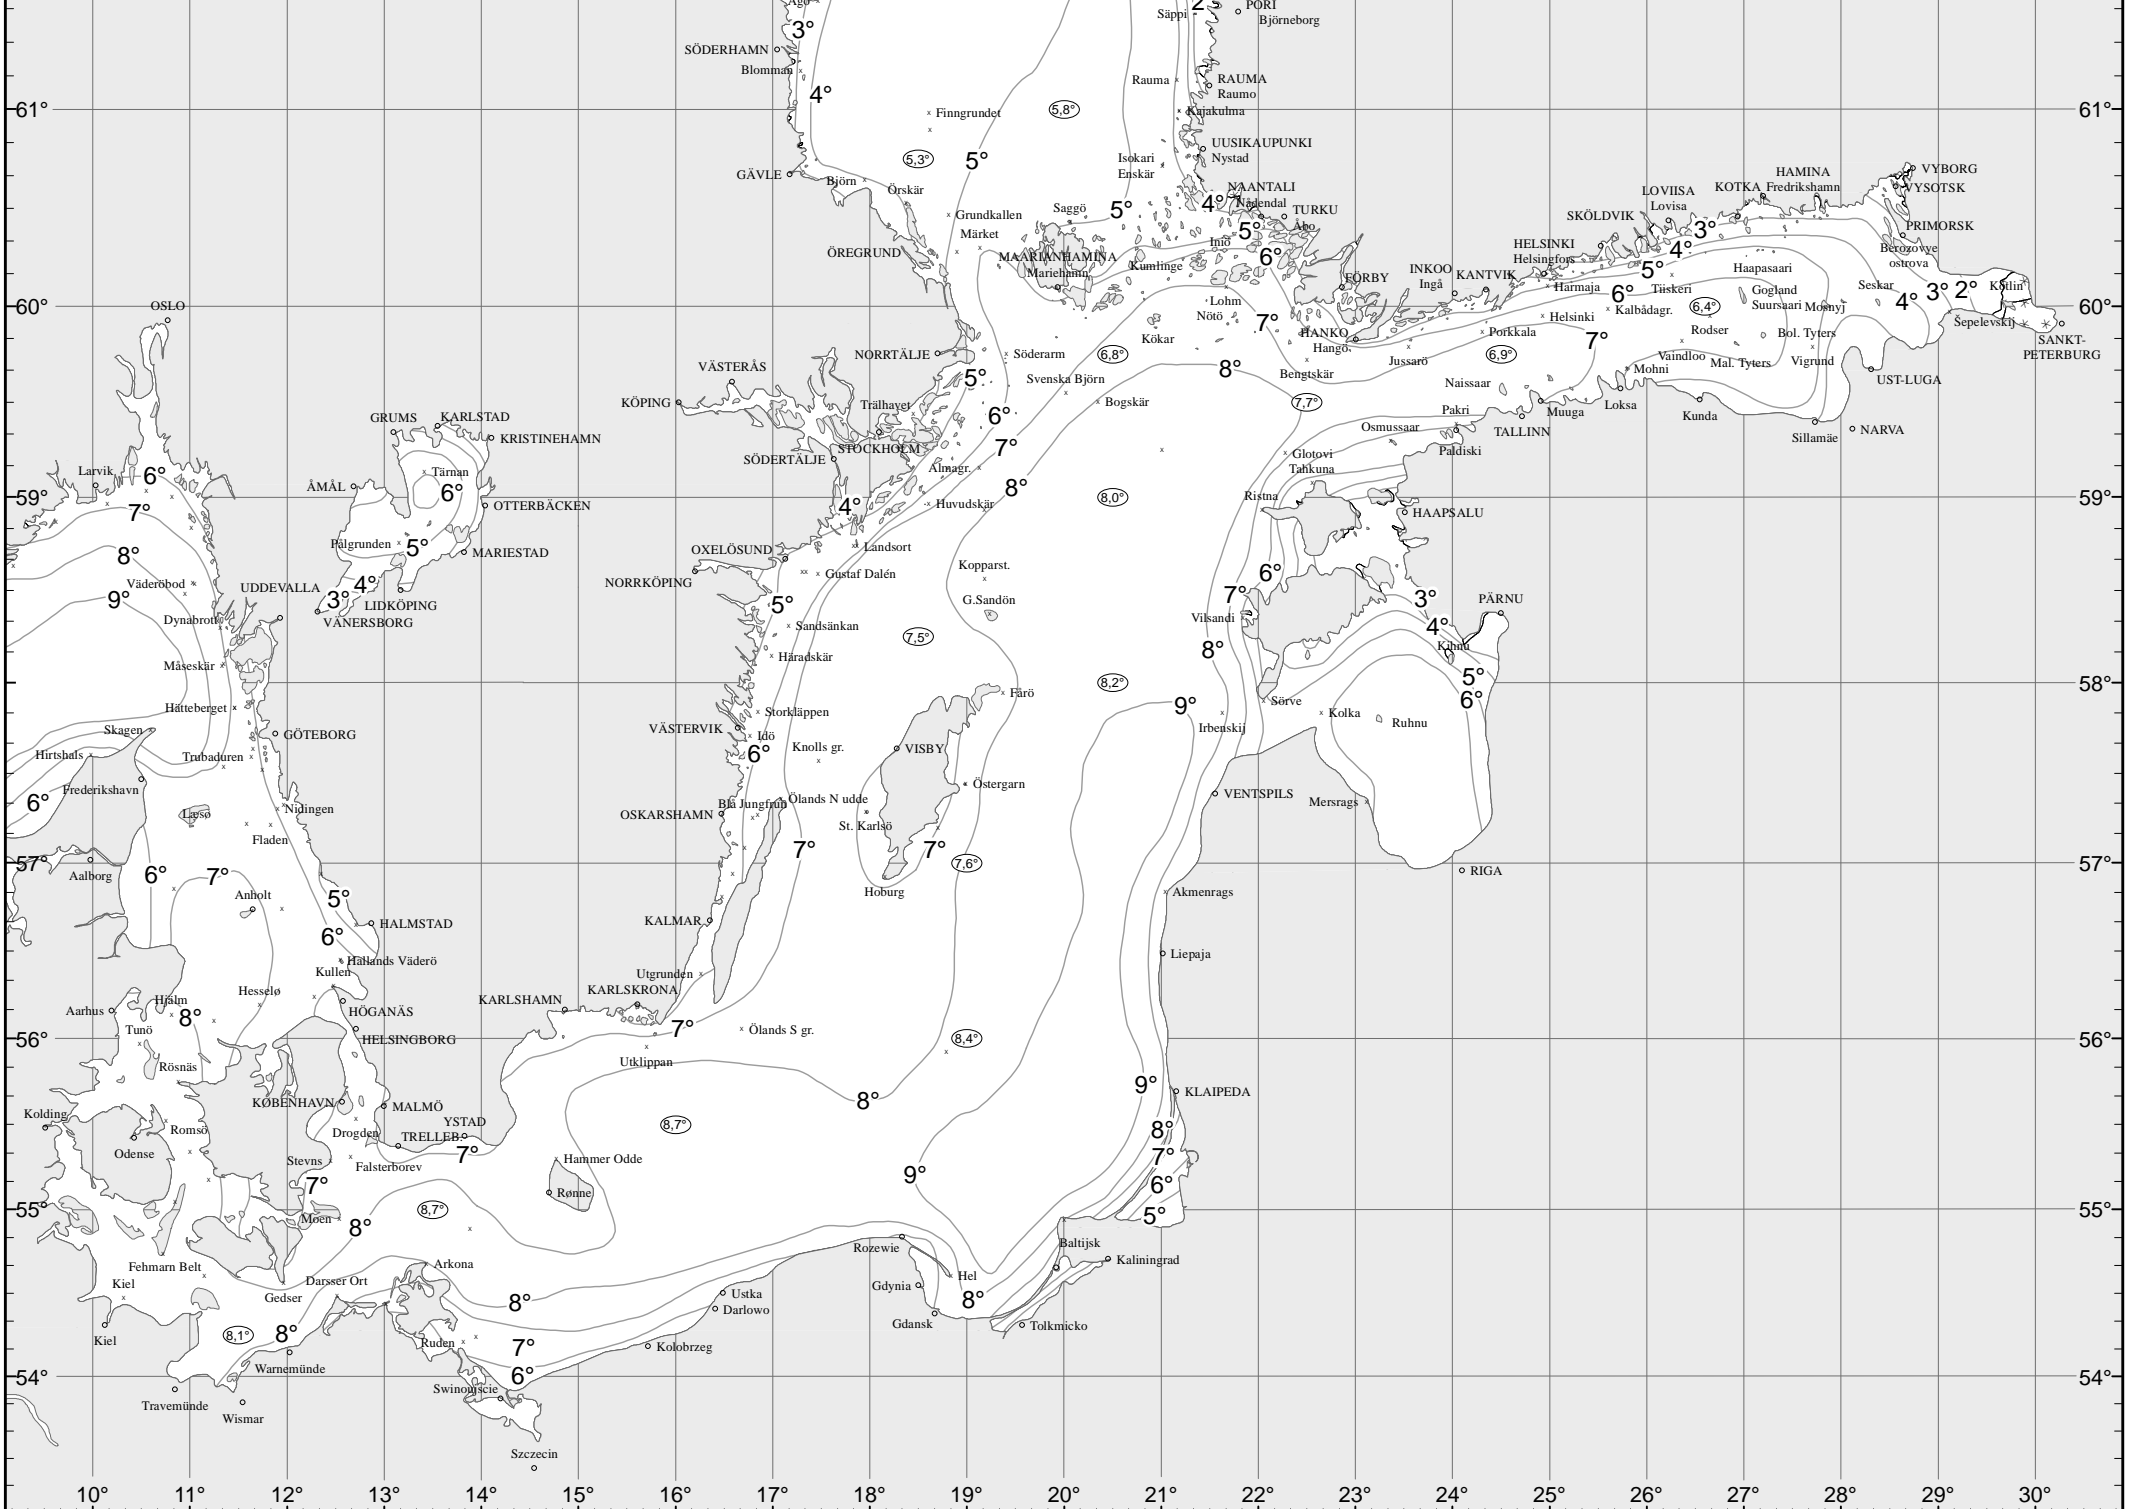 Ågö
3°
2
PORI
Säppi
Björneborg
SÖDERHAMN
Blomman
Rauma
RAUMA
Raumo
4°
61°
5,8°
61°
Finngrundet
Kajakulma
UUSIKAUPUNKI
Nystad
5,3°
5°
Isokari
Enskär
GÄVLE
Björn
Örskär
NAANTALI
Nådendal
4°
LOVIISA
Lovisa
KOTKA
HAMINA
Fredrikshamn
VYBORG
VYSOTSK
Grundkallen
Saggö
5°
TURKU
Åbo
SKÖLDVIK
3°
PRIMORSK
Märket
Iniö
5°
HELSINKI
Helsingfors
4°
Berozovye
ostrova
ÖREGRUND
MAARIANHAMINA
Mariehamn
Kumlinge
6°
FÖRBY
INKOO
Ingå
KANTVIK
5°
Haapasaari
Harmaja
6°
Tiiskeri
Gogland
Suursaari
Seskar
4°
3°
2°
Kotlin
60°
OSLO
Lohm
Nötö
7°
HANKO
Hangö
Helsinki
Kalbådagr.
6,4°
Mosnyj
Šepelevskij
60°
Kökar
Porkkala
7°
Rodser
Bol. Tyters
SANKT-
PETERBURG
NORRTÄLJE
Söderarm
6,8°
Jussarö
6,9°
Vaindloo
Mal. Tyters
Vigrund
VÄSTERÅS
5°
Svenska Björn
8°
Bengtskär
Naissaar
Mohni
UST-LUGA
KÖPING
Trälhavet
6°
Bogskär
7,7°
Pakri
Muuga
Loksa
Kunda
GRUMS
KARLSTAD
KRISTINEHAMN
STOCKHOLM
7°
Osmussaar
TALLINN
Sillamäe
NARVA
SÖDERTÄLJE
Almagr.
Glotovi
Tahkuna
Paldiski
Larvik
6°
Tärnan
ÅMÅL
6°
8°
59°
8,0°
Ristna
59°
7°
OTTERBÄCKEN
4°
Huvudskär
HAAPSALU
8°
Pålgrunden
5°
MARIESTAD
OXELÖSUND
Landsort
Väderöbod
UDDEVALLA
4°
NORRKÖPING
Gustaf Dalén
Kopparst.
6°
9°
3°
LIDKÖPING
5°
G.Sandön
7°
3°
PÄRNU
Dynabrott
VÄNERSBORG
Sandsänkan
7,5°
Vilsandi
4°
Måseskär
Häradskär
8°
Kihnu
8,2°
5°
58°
Fårö
Sörve
6°
Hätteberget
Storkläppen
9°
Kolka
Ruhnu
Skagen
GÖTEBORG
VÄSTERVIK
Idö
Irbenskij
Hirtshals
Trubaduren
6°
Knolls gr.
VISBY
Frederikshavn
Östergarn
VENTSPILS
Mersrags
6°
Læsø
Nidingen
Blå Jungfrun
Ölands N udde
OSKARSHAMN
St. Karlsö
Fladen
7°
7°
7,6°
57°
57°
Aalborg
6°
7°
RIGA
Anholt
5°
Hoburg
Akmenrags
HALMSTAD
KALMAR
6°
Hallands Väderö
Liepaja
Kullen
Utgrunden
Hesselø
KARLSKRONA
KARLSHAMN
Hjälm
Aarhus
8°
HÖGANÄS
7°
Ölands S gr.
Tunö
56°
HELSINGBORG
8,4°
56°
Utklippan
Rösnäs
9°
KLAIPEDA
KØBENHAVN
MALMÖ
8°
Kolding
YSTAD
8,7°
8°
Romsö
Drogden
TRELLEB.
Odense
7°
7°
Stevns
Falsterborev
Hammer Odde
9°
7°
Rønne
6°
55°
Moen
8°
8,7°
5°
55°
Rozewie
Baltijsk
Fehmarn Belt
Arkona
Kaliningrad
Kiel
Darsser Ort
Gdynia
Hel
Gedser
8°
Ustka
8°
Darlowo
Kiel
8,1°
8°
Ruden
7°
Kolobrzeg
Gdansk
Tolkmicko
Warnemünde
54°
6°
54°
Swinoujscie
Travemünde
Wismar
Szczecin
10°
11°
12°
13°
14°
15°
16°
17°
18°
19°
20°
21°
22°
23°
24°
25°
26°
27°
28°
29°
30°